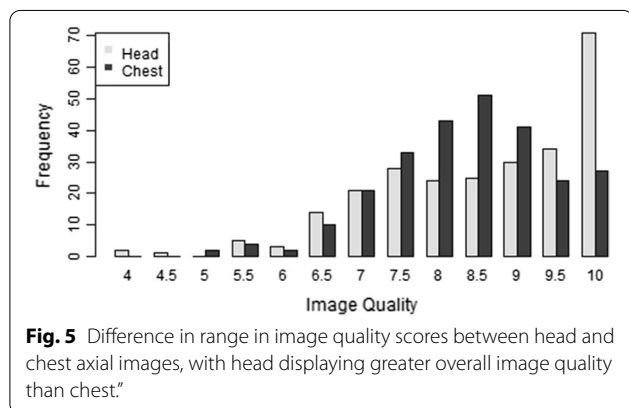 70
60
50
40
30
20
10
0
Frequency
Head
Chest
4 4.5 5 5.5 6 6.5 7 7.5 8 8.5 9 9.5 10
Image Quality
Fig. 5 Difference in range in image quality scores between head and
chest axial images, with head displaying greater overall image quality
than chest.”